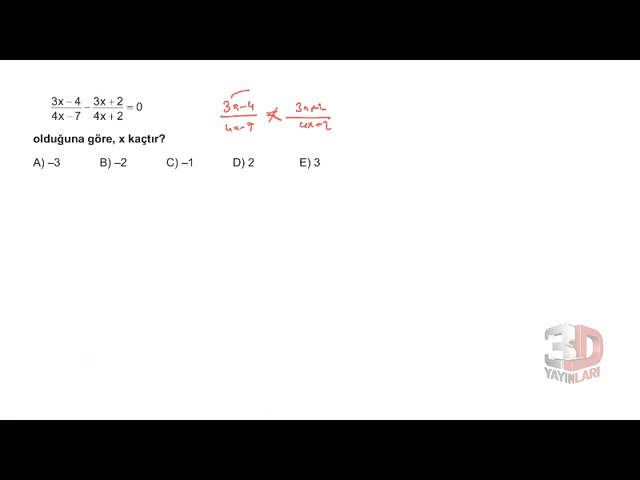 3x – 4 / 4x – 7 – 3x + 2 / 4x + 2 = 0
3x-4 / 4x-7 = 3x+2 / 4x+2
olduğuna göre, x kaçtır?
A) –3 B) –2 C) –1 D) 2 E) 3
3D
YAYINLARI